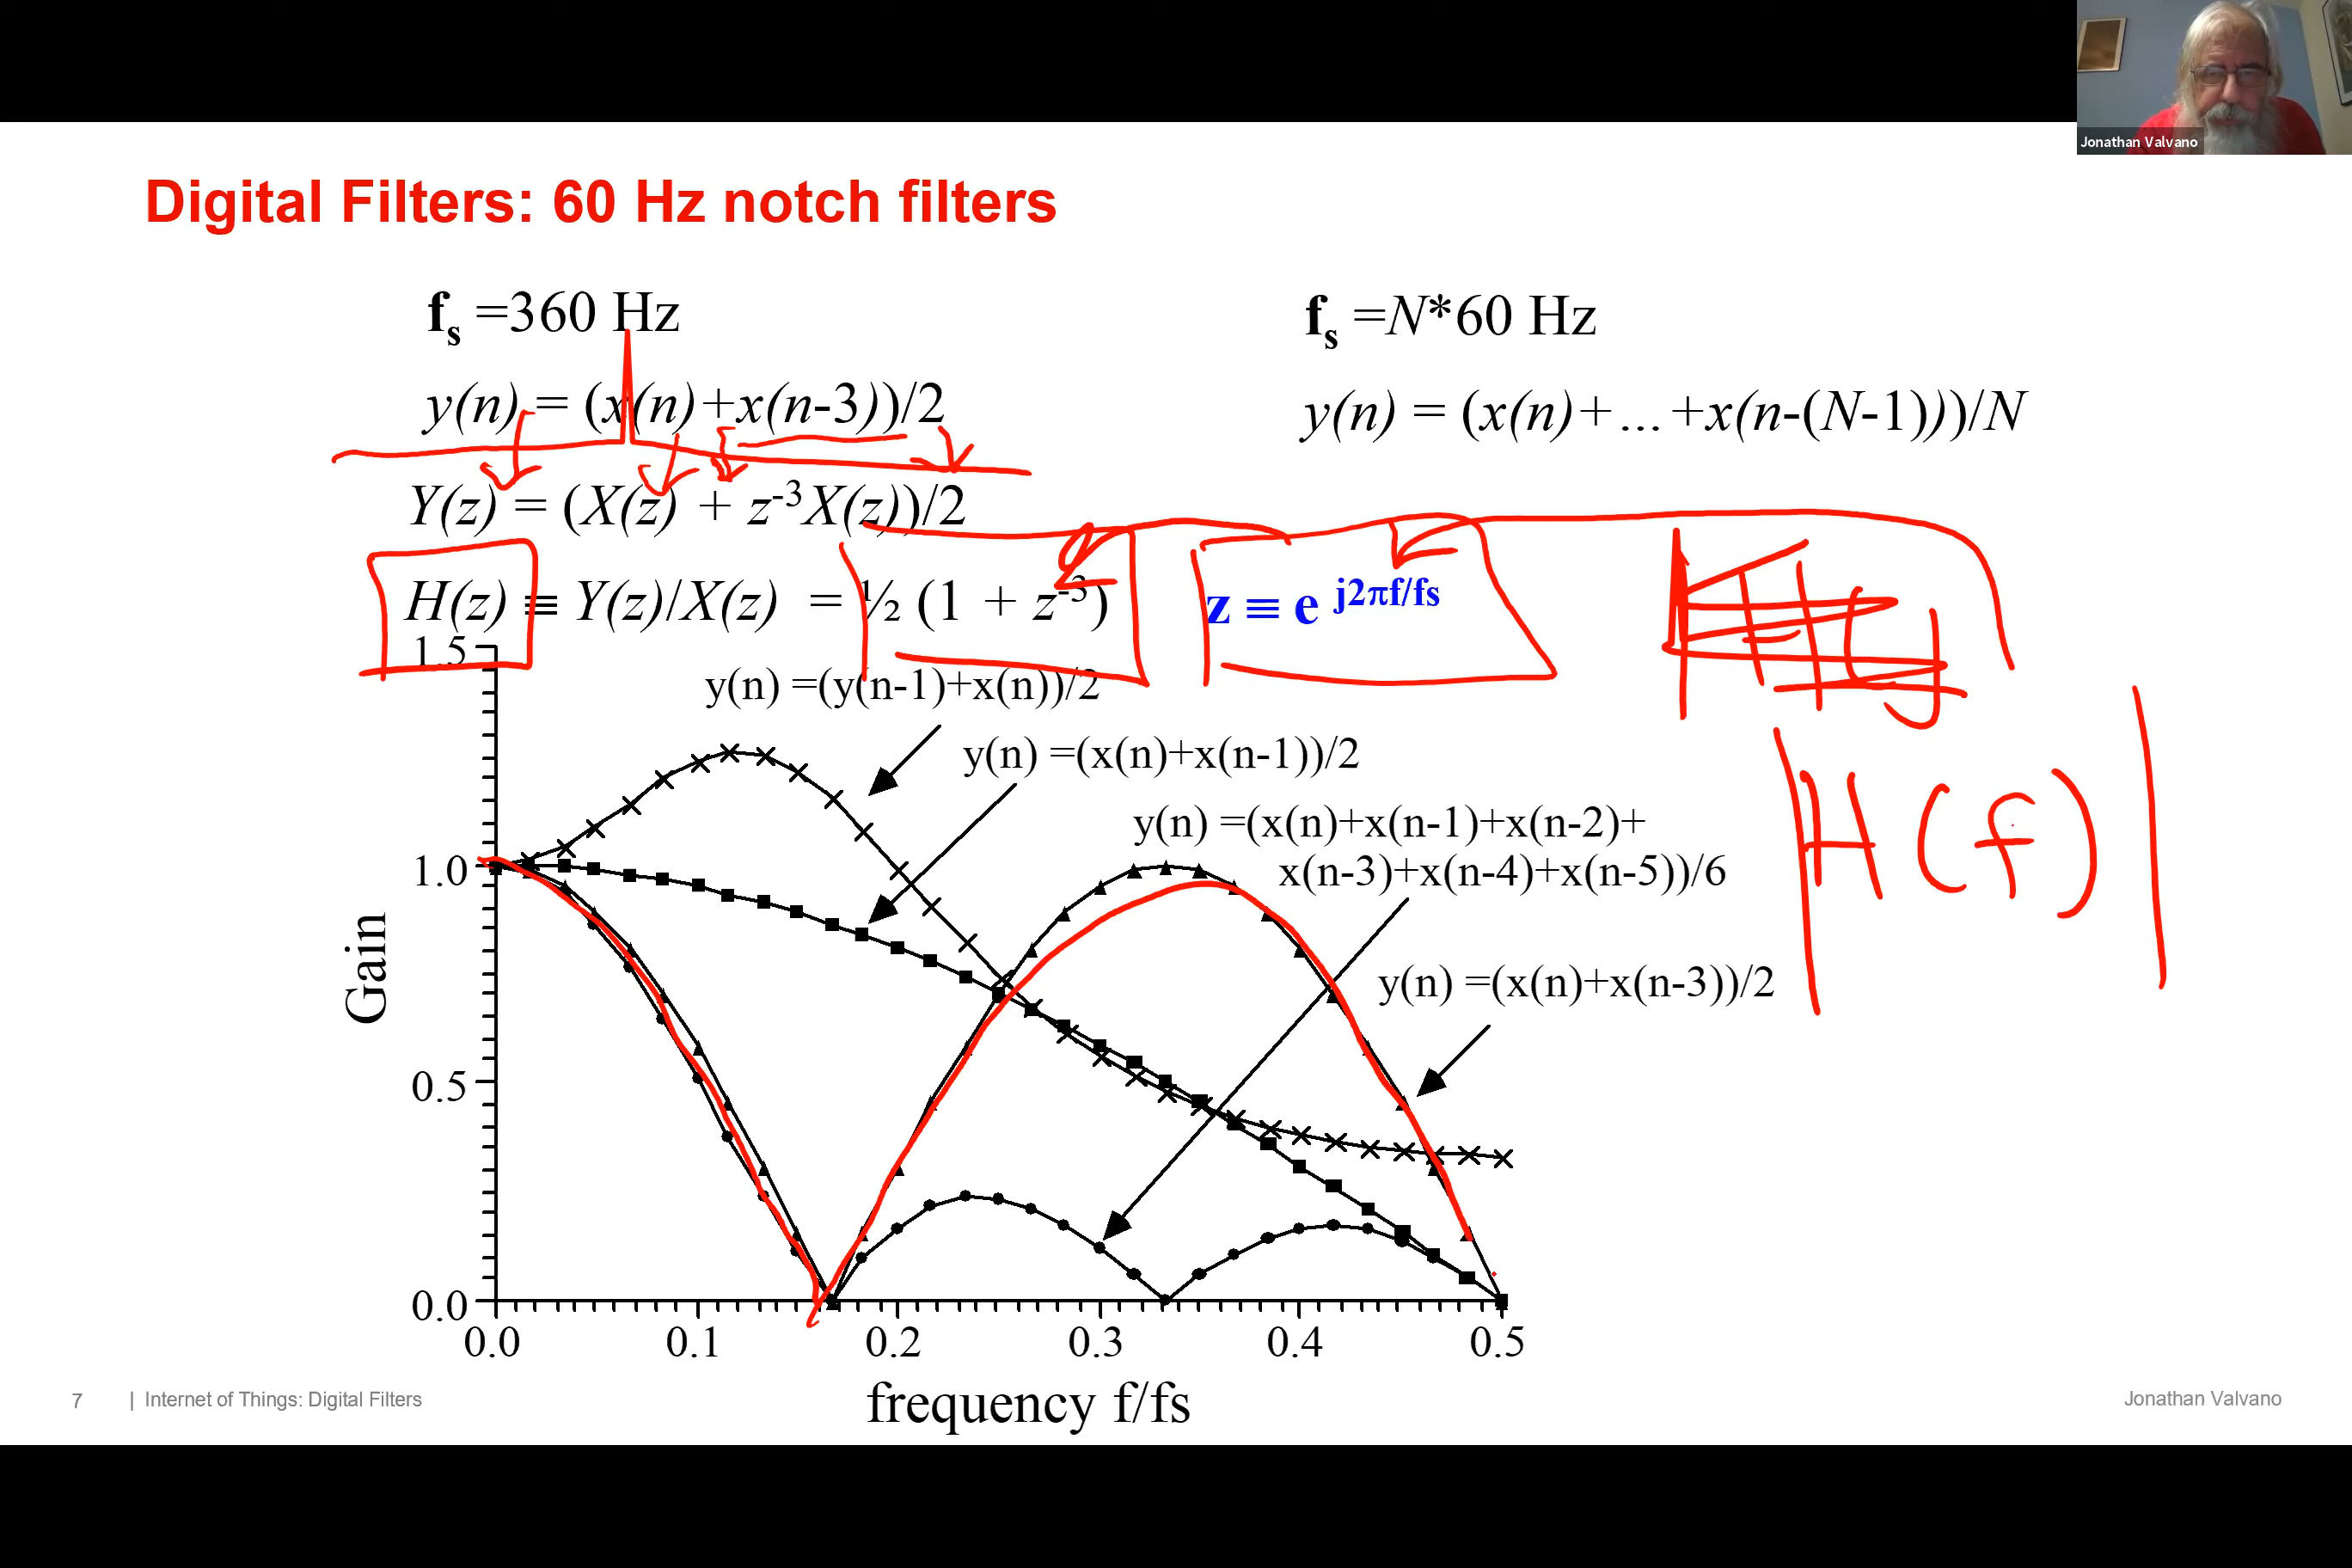 Jonathan Valvano
Digital Filters: 60 Hz notch filters
fs =360 Hz
y(n) = (x(n)+x(n-3))/2
Y(z) = (X(z) + z-3X(z))/2
H(z) ≡ Y(z)/X(z) = ½ (1 + z-3)
fs =N*60 Hz
y(n) = (x(n)+...+x(n-(N-1)))/N
z ≡ e j2πf/fs
H(f)
y(n) =(y(n-1)+x(n))/2
y(n) =(x(n)+x(n-1))/2
y(n) =(x(n)+x(n-1)+x(n-2)+
x(n-3)+x(n-4)+x(n-5))/6
y(n) =(x(n)+x(n-3))/2
Gain
1.5
1.0
0.5
0.0
0.0 0.1 0.2 0.3 0.4 0.5
frequency f/fs
7 | Internet of Things: Digital Filters
Jonathan Valvano